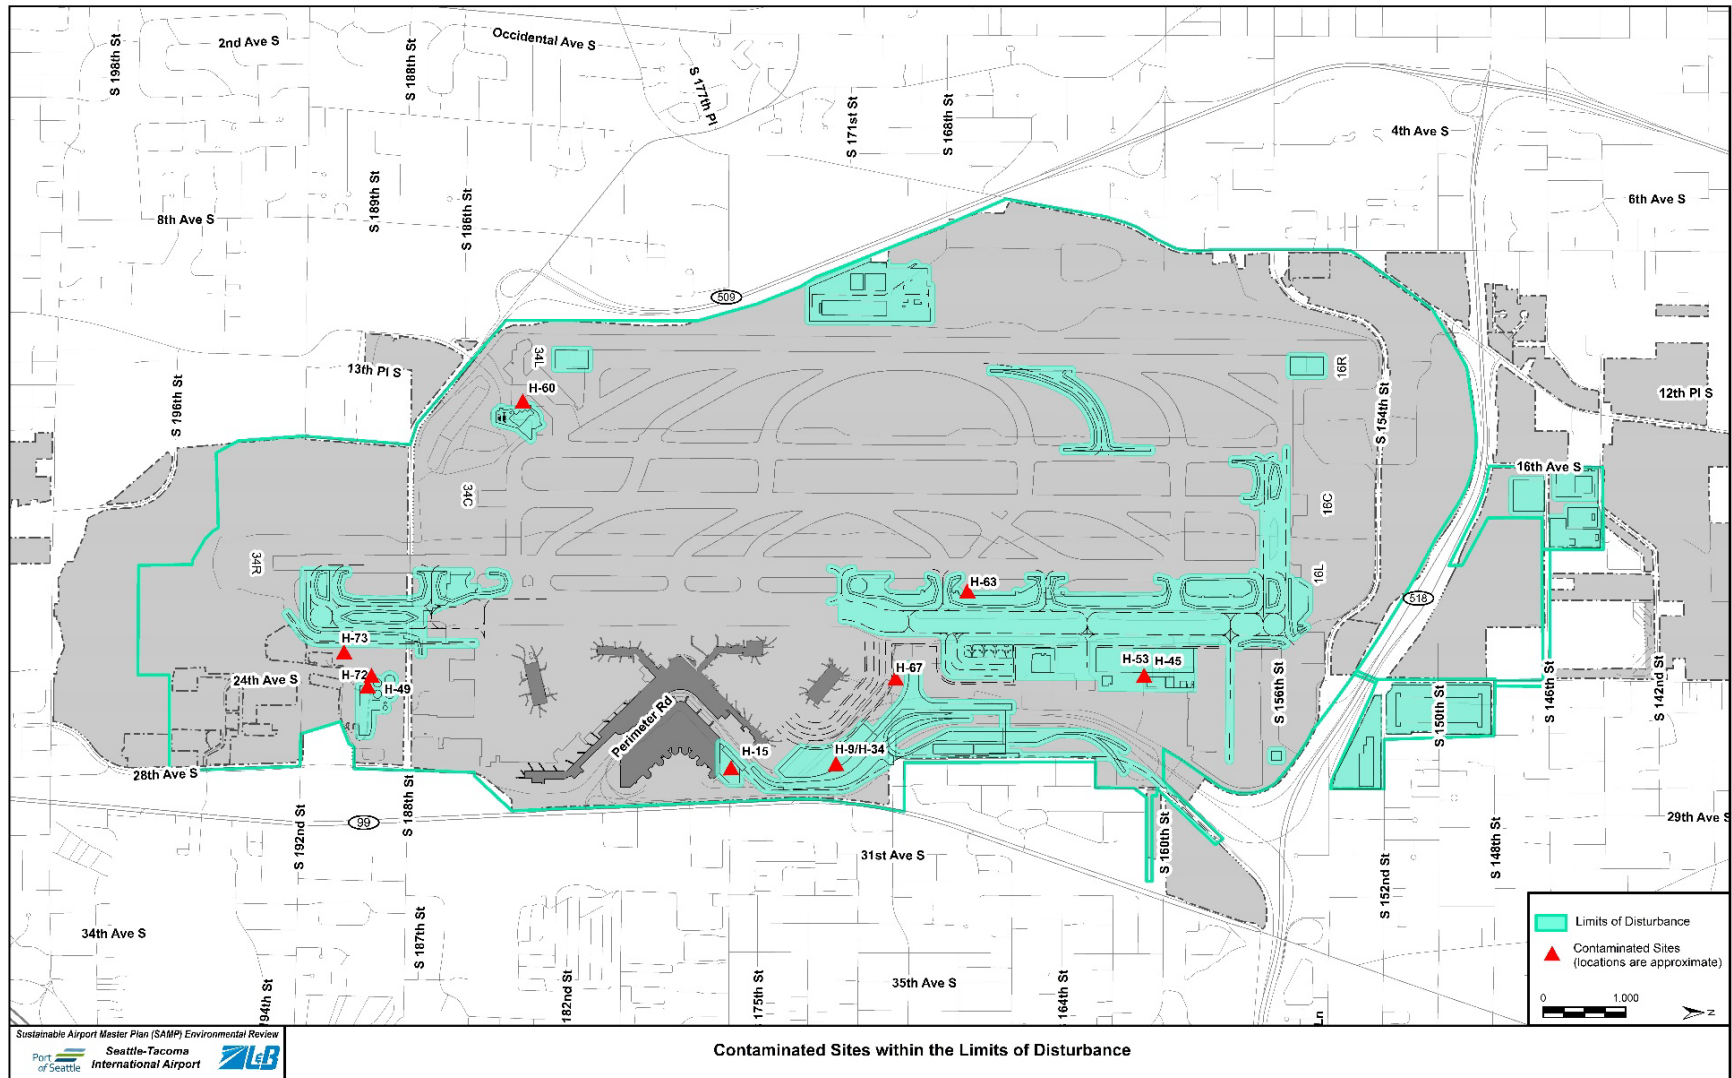 2nd Ave S
Occidental Ave S
S 198th St
S 188th St
S 177th Pl
S 171st St
S 168th St
4th Ave S
S 189th St
S 186th St
8th Ave S
6th Ave S
509
13th Pl S
34L
16R
S 196th St
H-60
S 154th St
12th Pl S
16th Ave S
34C
16C
34R
16L
H-63
518
H-73
H-72
H-49
24th Ave S
H-67
H-53
H-45
S 156th St
S 150th St
S 146th St
S 142nd St
Perimeter Rd
H-15
H-9/H-34
28th Ave S
S 192nd St
S 188th St
99
S 160th St
31st Ave S
S 152nd St
S 148th St
29th Ave S
34th Ave S
S 187th St
35th Ave S
194th St
182nd St
175th St
164th St
Ln
Limits of Disturbance
Contaminated Sites
(locations are approximate)
0 1,000
N
Sustainable Airport Master Plan (SAMP) Environmental Review
Port
of Seattle
Seattle-Tacoma
International Airport
L&B
Contaminated Sites within the Limits of Disturbance